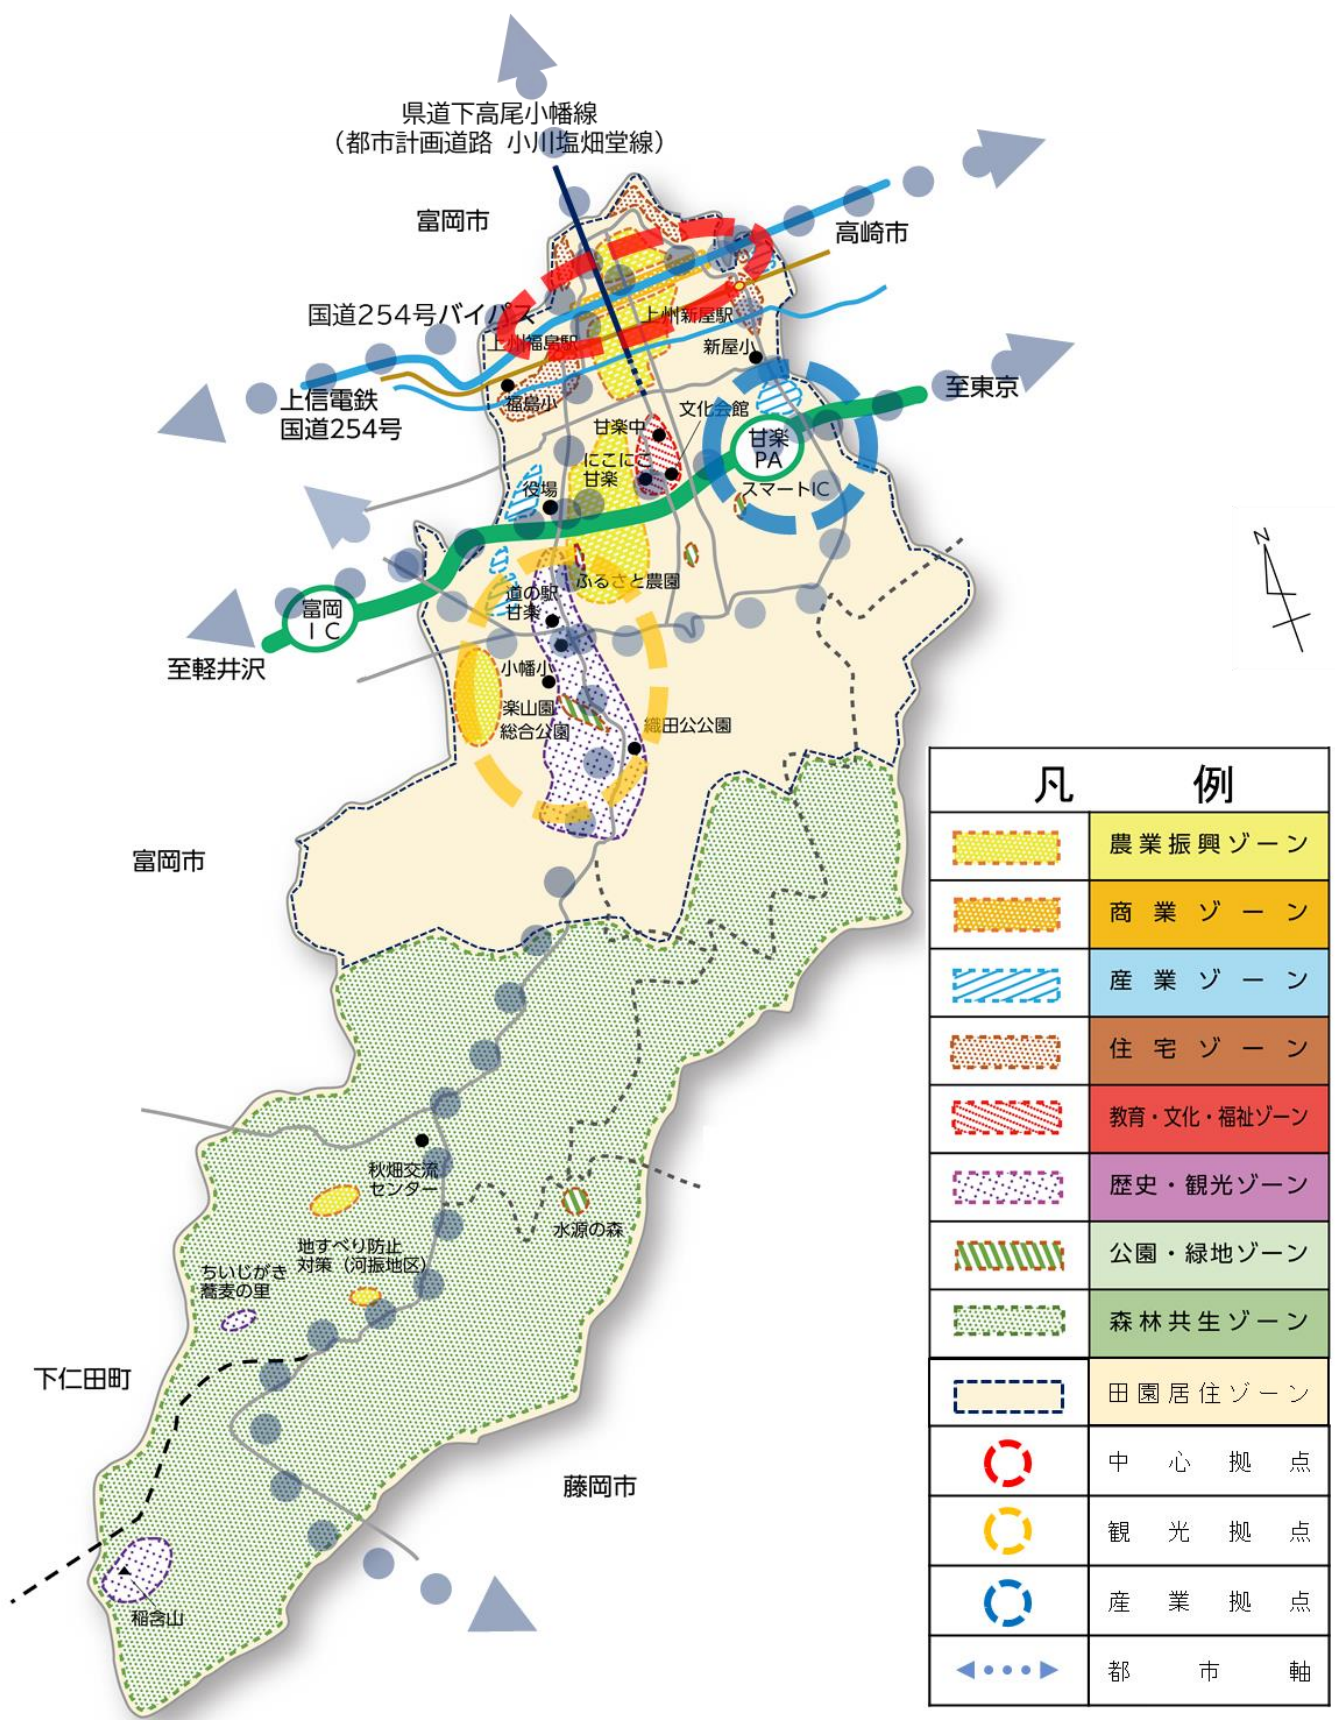 県道下高尾小幡線
（都市計画道路 小川塩畑堂線）
富岡市
高崎市
国道254号バイパス
上州新屋駅
上州福島駅
新屋小
至東京
上信電鉄
国道254号
福島小
文化会館
甘楽中
甘楽
PA
にこにこ
甘楽
スマートIC
役場
N
ふるさと農園
道の駅
甘楽
富岡
IC
至軽井沢
小幡小
楽山園
総合公園
織田公公園
富岡市
秋畑交流
センター
水源の森
地すべり防止
対策（河振地区）
ちいじがき
蕎麦の里
下仁田町
藤岡市
稲含山
凡例
農業振興ゾーン
商業ゾーン
産業ゾーン
住宅ゾーン
教育・文化・福祉ゾーン
歴史・観光ゾーン
公園・緑地ゾーン
森林共生ゾーン
田園居住ゾーン
中心拠点
観光拠点
産業拠点
都市軸